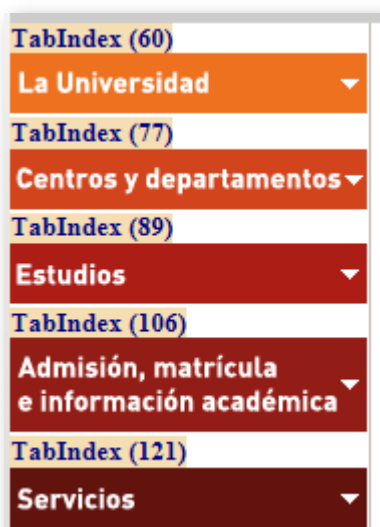 TabIndex (60)
La Universidad
TabIndex (77)
Centros y departamentos
TabIndex (89)
Estudios
TabIndex (106)
Admisión, matrícula
e información académica
TabIndex (121)
Servicios